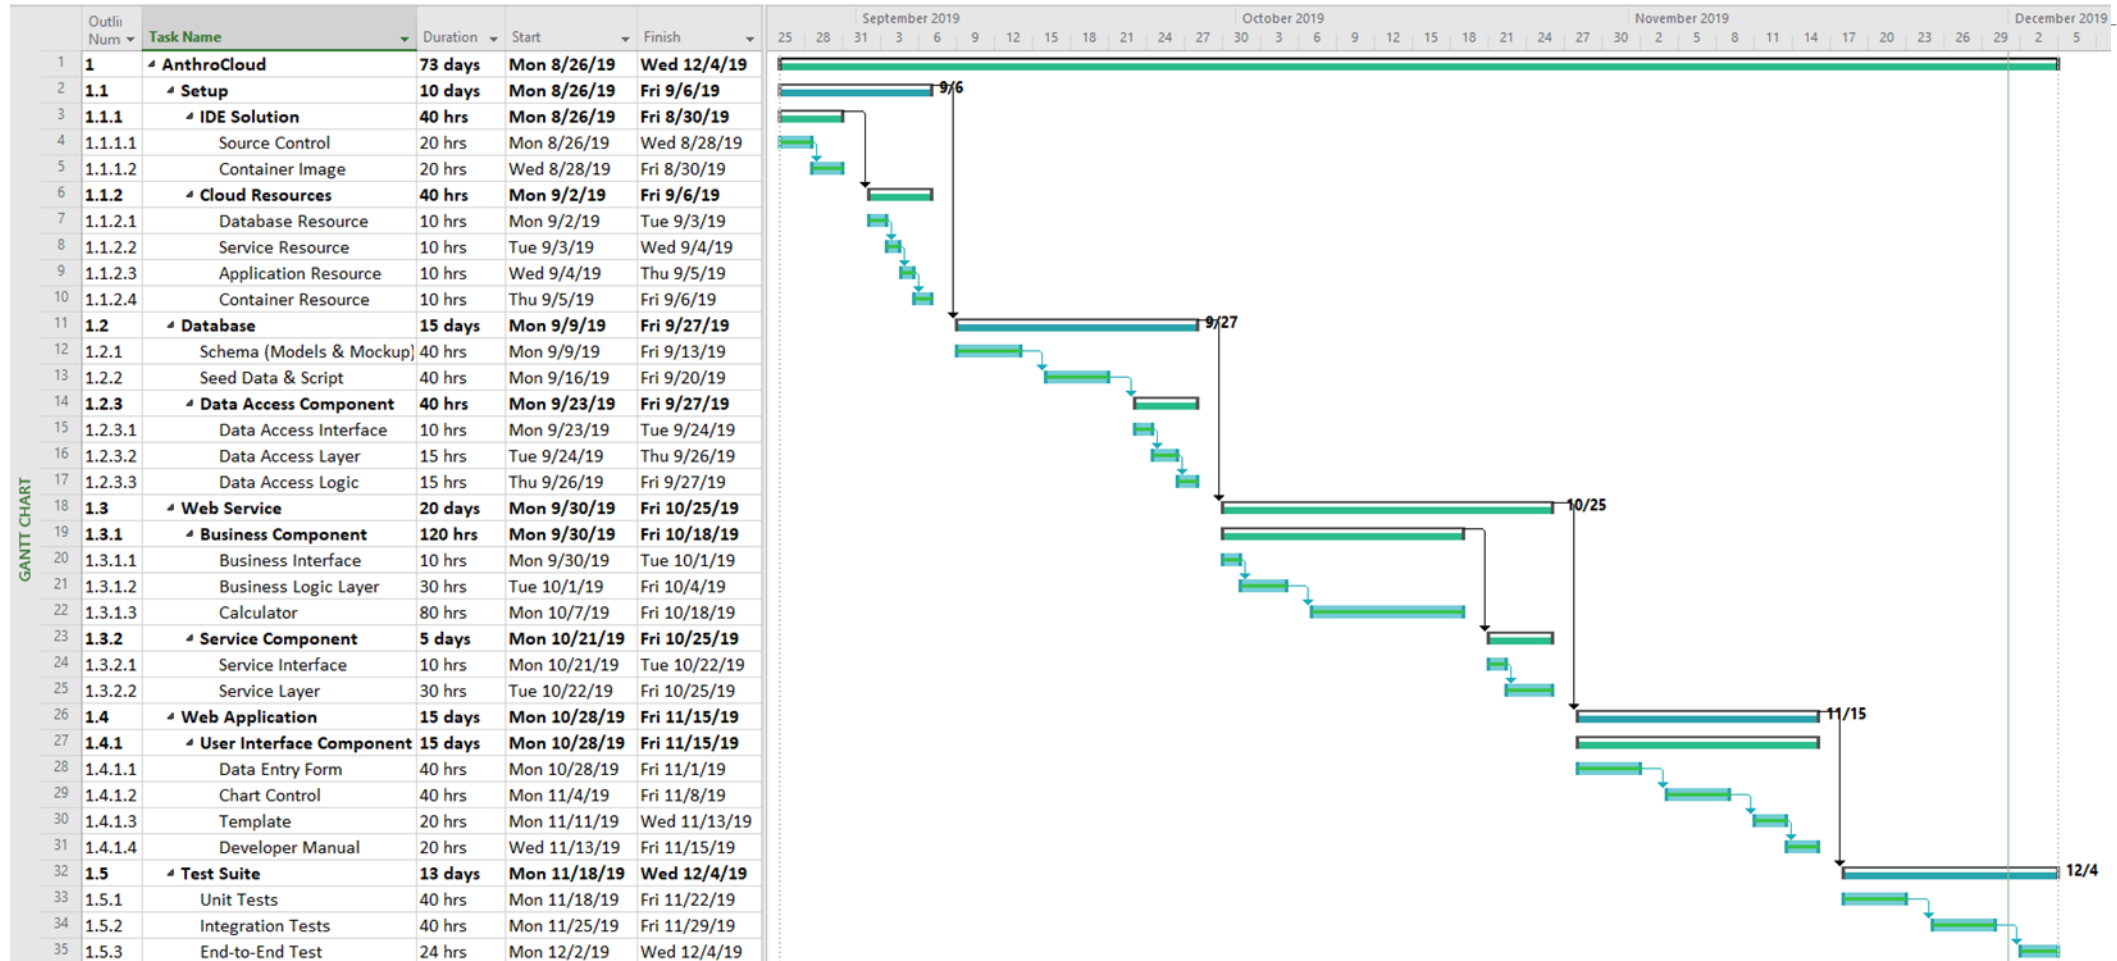 Outli September 2019 October 2019 November 2019 December 2019
Num Task Name Duration Start Finish 25 28 31 3 6 9 12 15 18 21 24 27 30 3 6 9 12 15 18 21 24 27 30 2 5 8 11 14 17 20 23 26 29 2 5
1 1 AnthroCloud 73 days Mon 8/26/19 Wed 12/4/19
2 1.1 Setup 10 days Mon 8/26/19 Fri 9/6/19 9/6
3 1.1.1 IDE Solution 40 hrs Mon 8/26/19 Fri 8/30/19
4 1.1.1.1 Source Control 20 hrs Mon 8/26/19 Wed 8/28/19
5 1.1.1.2 Container Image 20 hrs Wed 8/28/19 Fri 8/30/19
6 1.1.2 Cloud Resources 40 hrs Mon 9/2/19 Fri 9/6/19
7 1.1.2.1 Database Resource 10 hrs Mon 9/2/19 Tue 9/3/19
8 1.1.2.2 Service Resource 10 hrs Tue 9/3/19 Wed 9/4/19
9 1.1.2.3 Application Resource 10 hrs Wed 9/4/19 Thu 9/5/19
10 1.1.2.4 Container Resource 10 hrs Thu 9/5/19 Fri 9/6/19
11 1.2 Database 15 days Mon 9/9/19 Fri 9/27/19 9/27
12 1.2.1 Schema (Models & Mockup) 40 hrs Mon 9/9/19 Fri 9/13/19
13 1.2.2 Seed Data & Script 40 hrs Mon 9/16/19 Fri 9/20/19
14 1.2.3 Data Access Component 40 hrs Mon 9/23/19 Fri 9/27/19
15 1.2.3.1 Data Access Interface 10 hrs Mon 9/23/19 Tue 9/24/19
16 1.2.3.2 Data Access Layer 15 hrs Tue 9/24/19 Thu 9/26/19
17 1.2.3.3 Data Access Logic 15 hrs Thu 9/26/19 Fri 9/27/19
18 1.3 Web Service 20 days Mon 9/30/19 Fri 10/25/19 10/25
19 1.3.1 Business Component 120 hrs Mon 9/30/19 Fri 10/18/19
20 1.3.1.1 Business Interface 10 hrs Mon 9/30/19 Tue 10/1/19
21 1.3.1.2 Business Logic Layer 30 hrs Tue 10/1/19 Fri 10/4/19
22 1.3.1.3 Calculator 80 hrs Mon 10/7/19 Fri 10/18/19
23 1.3.2 Service Component 5 days Mon 10/21/19 Fri 10/25/19
24 1.3.2.1 Service Interface 10 hrs Mon 10/21/19 Tue 10/22/19
25 1.3.2.2 Service Layer 30 hrs Tue 10/22/19 Fri 10/25/19
26 1.4 Web Application 15 days Mon 10/28/19 Fri 11/15/19 11/15
27 1.4.1 User Interface Component 15 days Mon 10/28/19 Fri 11/15/19
28 1.4.1.1 Data Entry Form 40 hrs Mon 10/28/19 Fri 11/1/19
29 1.4.1.2 Chart Control 40 hrs Mon 11/4/19 Fri 11/8/19
30 1.4.1.3 Template 20 hrs Mon 11/11/19 Wed 11/13/19
31 1.4.1.4 Developer Manual 20 hrs Wed 11/13/19 Fri 11/15/19
32 1.5 Test Suite 13 days Mon 11/18/19 Wed 12/4/19 12/4
33 1.5.1 Unit Tests 40 hrs Mon 11/18/19 Fri 11/22/19
34 1.5.2 Integration Tests 40 hrs Mon 11/25/19 Fri 11/29/19
35 1.5.3 End-to-End Test 24 hrs Mon 12/2/19 Wed 12/4/19
GANTT CHART